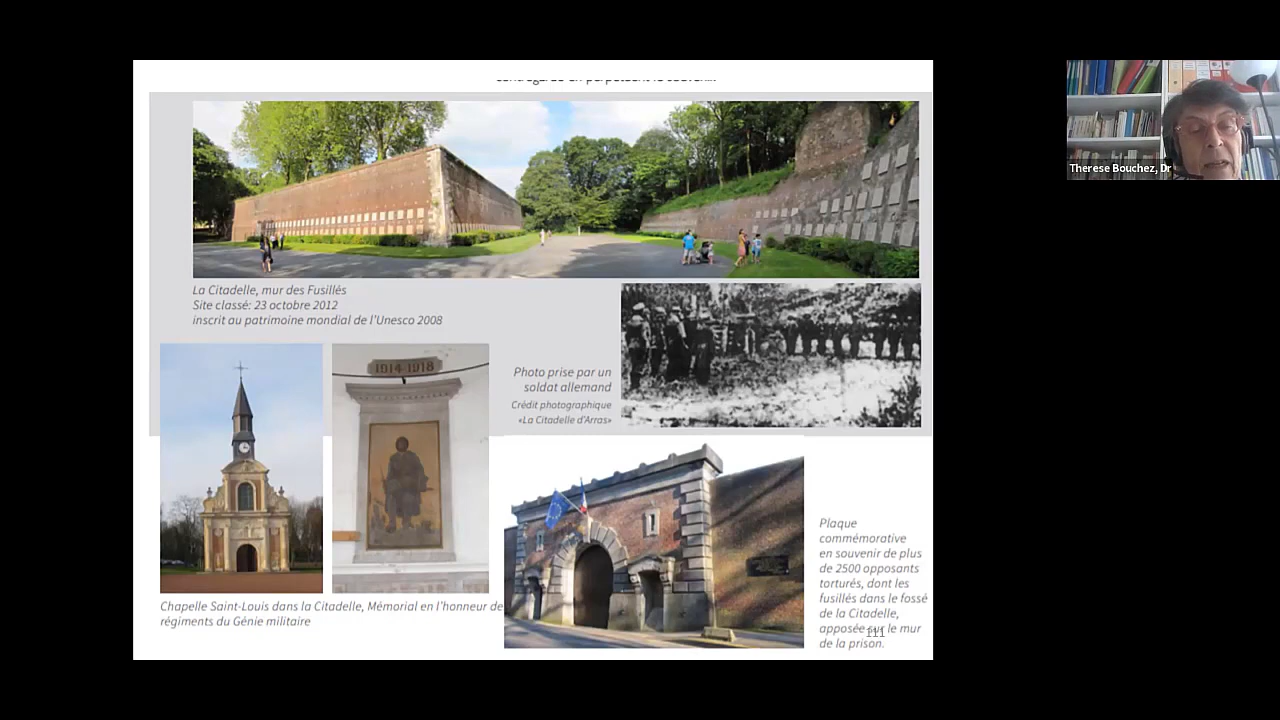 La Citadelle, mur des Fusillés
Site classé: 23 octobre 2012
inscrit au patrimoine mondial de l'Unesco 2008
Photo prise par un
soldat allemand
Crédit photographique
«La Citadelle d'Arras»
1914 1918
Chapelle Saint-Louis dans la Citadelle, Mémorial en l'honneur de
régiments du Génie militaire
Plaque
commémorative
en souvenir de plus
de 2500 opposants
torturés, dont les
fusillés dans le fossé
de la Citadelle,
apposée sur le mur
de la prison.
111
Therese Bouchez, Dr